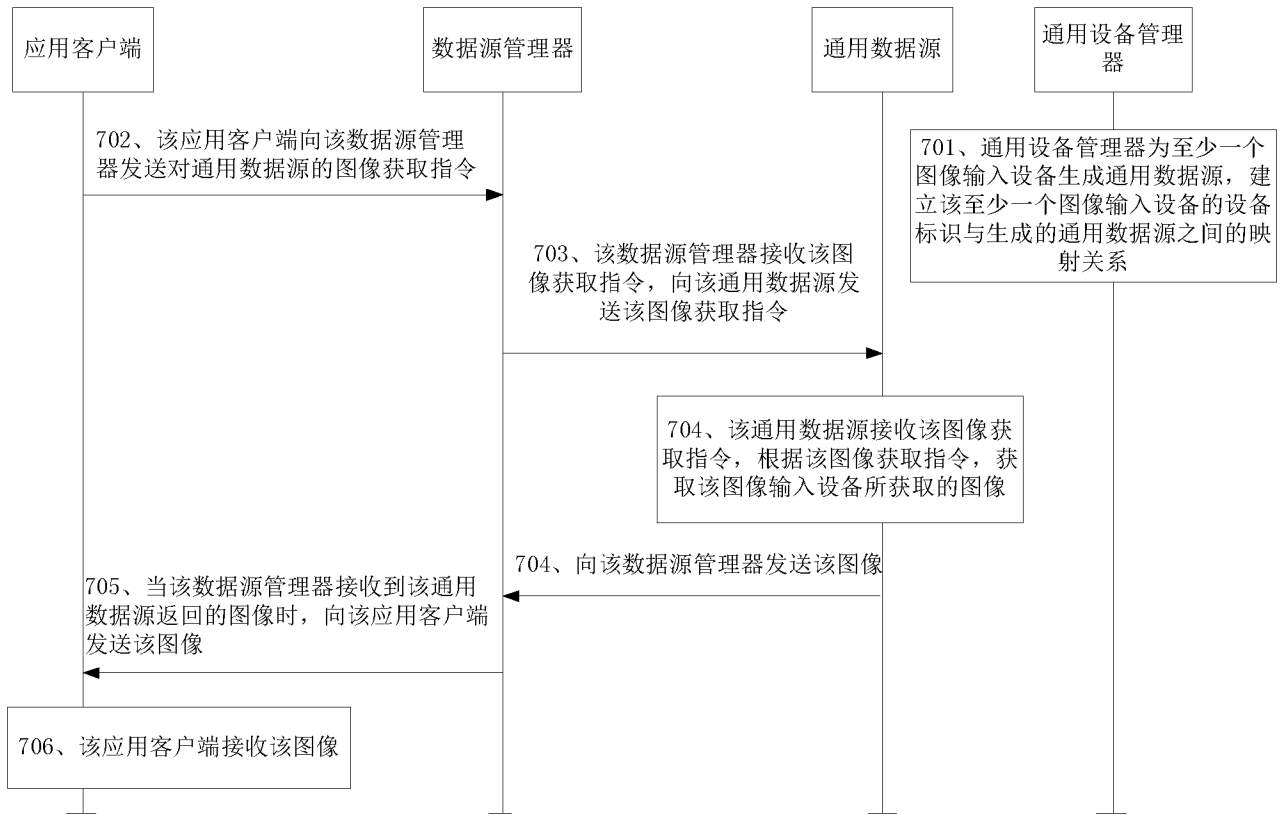 应用客户端
数据源管理器
通用数据源
通用设备管理
器
702、该应用客户端向该数据源管理
器发送对通用数据源的图像获取指令
701、通用设备管理器为至少一个
图像输入设备生成通用数据源，建
立该至少一个图像输入设备的设备
标识与生成的通用数据源之间的映
射关系
703、该数据源管理器接收该图
像获取指令，向该通用数据源发
送该图像获取指令
704、该通用数据源接收该图像获
取指令，根据该图像获取指令，获
取该图像输入设备所获取的图像
704、向该数据源管理器发送该图像
705、当该数据源管理器接收到该通用
数据源返回的图像时，向该应用客户端
发送该图像
706、该应用客户端接收该图像